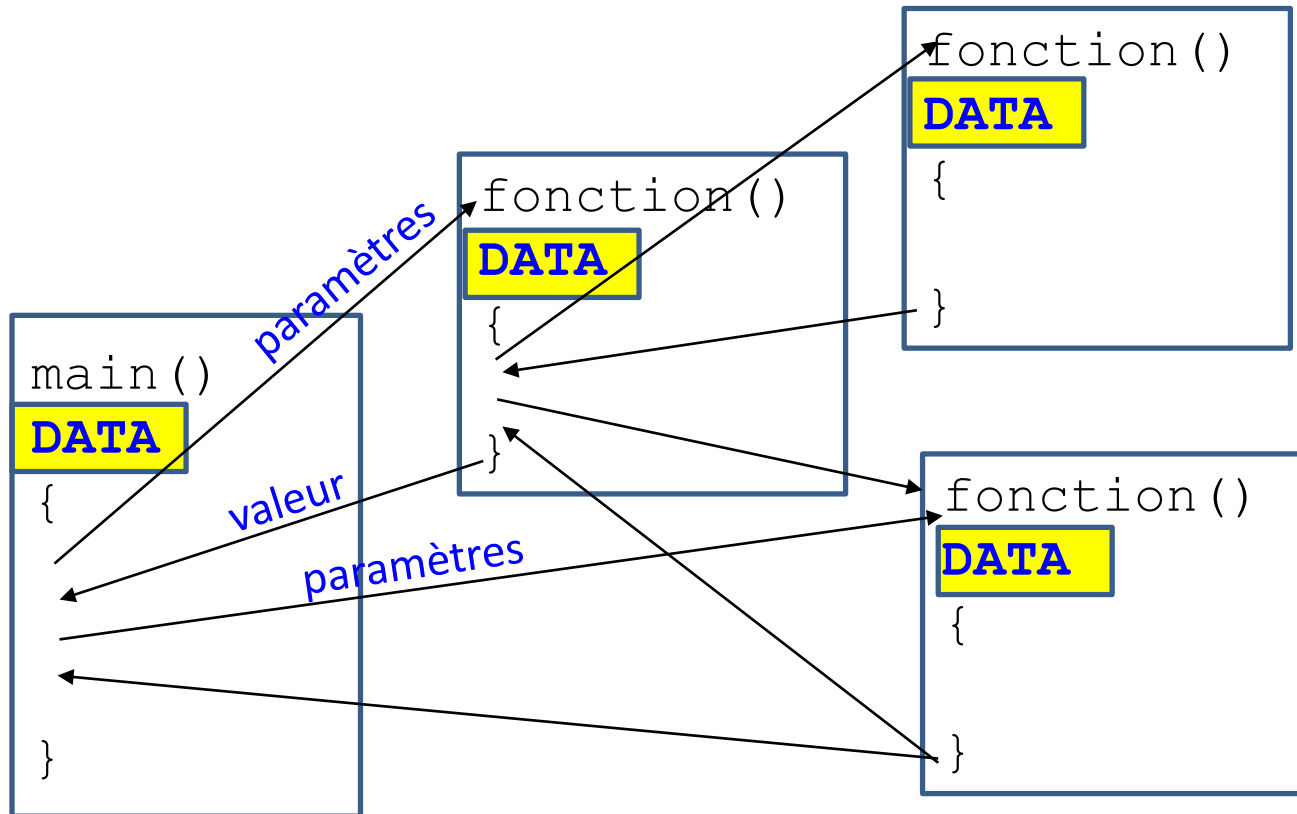 main()
DATA
{
}
paramètres
valeur
paramètres
fonction()
DATA
{
}
fonction()
DATA
{
}
fonction()
DATA
{
}